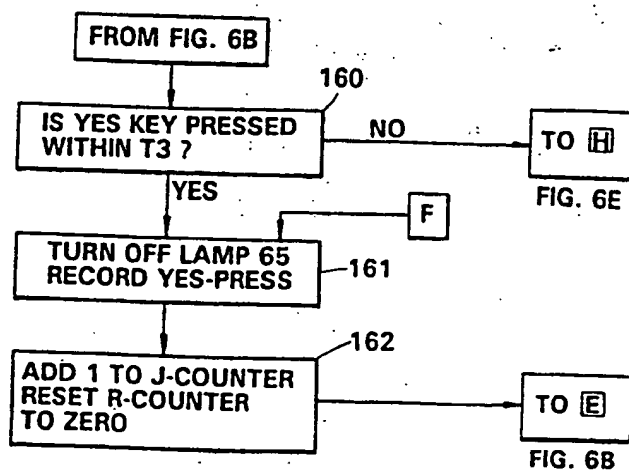 FROM FIG. 6B
160
IS YES KEY PRESSED
WITHIN T3 ?
NO
TO H
FIG. 6E
YES
F
TURN OFF LAMP 65
RECORD YES-PRESS
161
162
ADD 1 TO J-COUNTER
RESET R-COUNTER
TO ZERO
TO E
FIG. 6B